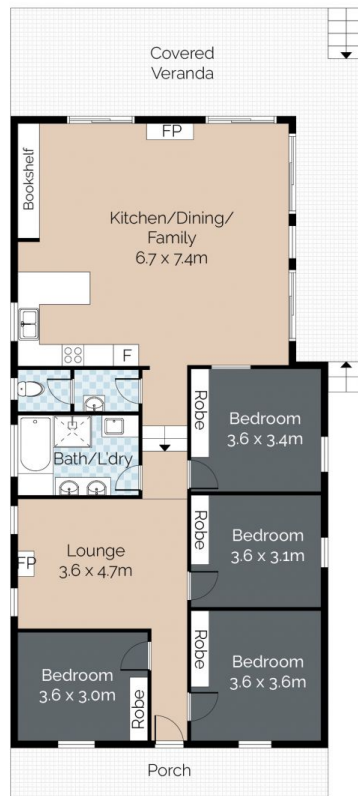 Covered
Veranda
FP
Bookshelf
Kitchen/Dining/
Family
6.7 x 7.4m
F
Robe
Bedroom
3.6 x 3.4m
Bath/L'dry
Robe
Bedroom
3.6 x 3.1m
Lounge
3.6 x 4.7m
FP
Robe
Bedroom
3.6 x 3.6m
Bedroom
3.6 x 3.0m
Robe
Porch